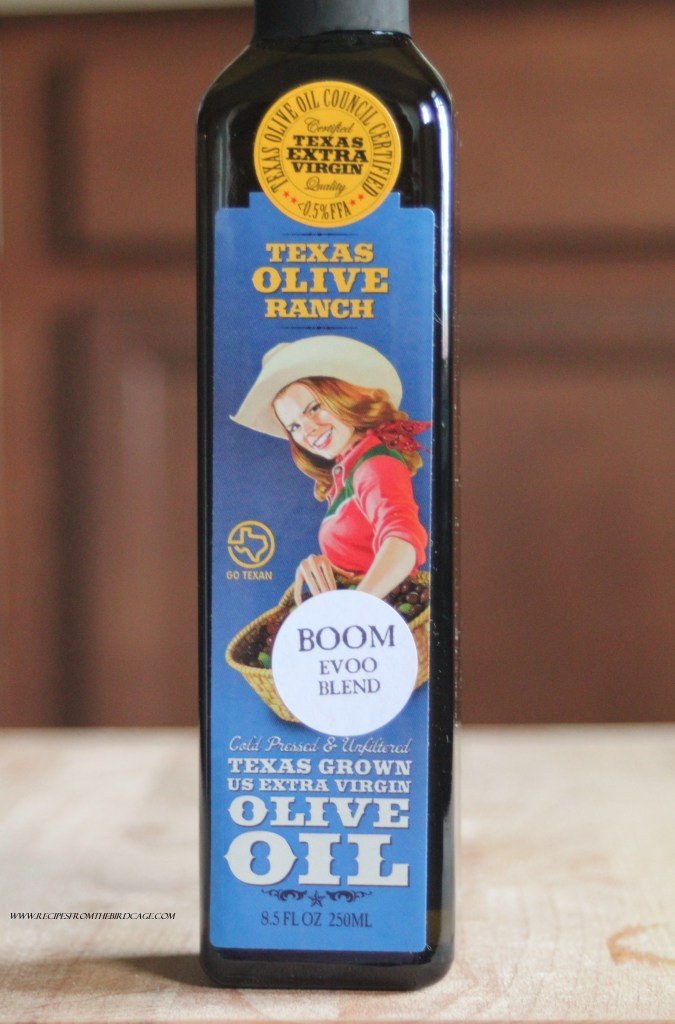 TEXAS OLIVE OIL COUNCIL CERTIFIED
Certified
TEXAS
EXTRA
VIRGIN
Quality
<0.5% FFA
TEXAS
OLIVE
RANCH
GO TEXAN
BOOM
EVOO
BLEND
Cold Pressed & Unfiltered
TEXAS GROWN
US EXTRA VIRGIN
OLIVE
OIL
8.5 FL OZ 250ML
WWW.RECIPESFROMTHEBIRDCAGE.COM